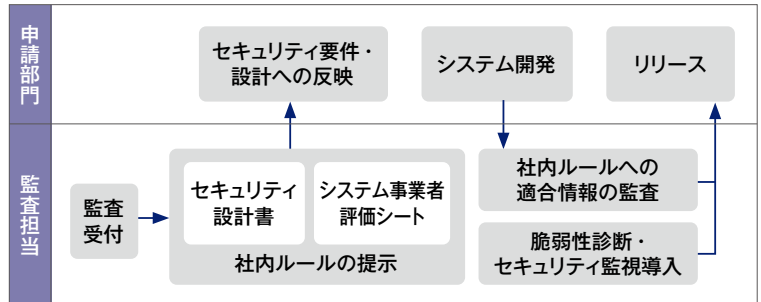 申請部門
セキュリティ要件・
設計への反映
システム開発
リリース
監査担当
監査
受付
セキュリティ
設計書
システム事業者
評価シート
社内ルールの提示
社内ルールへの
適合情報の監査
脆弱性診断・
セキュリティ監視導入